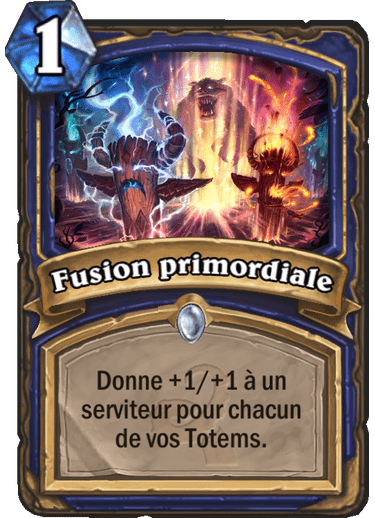 1
Fusion primordiale
Donne +1/+1 à un
serviteur pour chacun
de vos Totems.